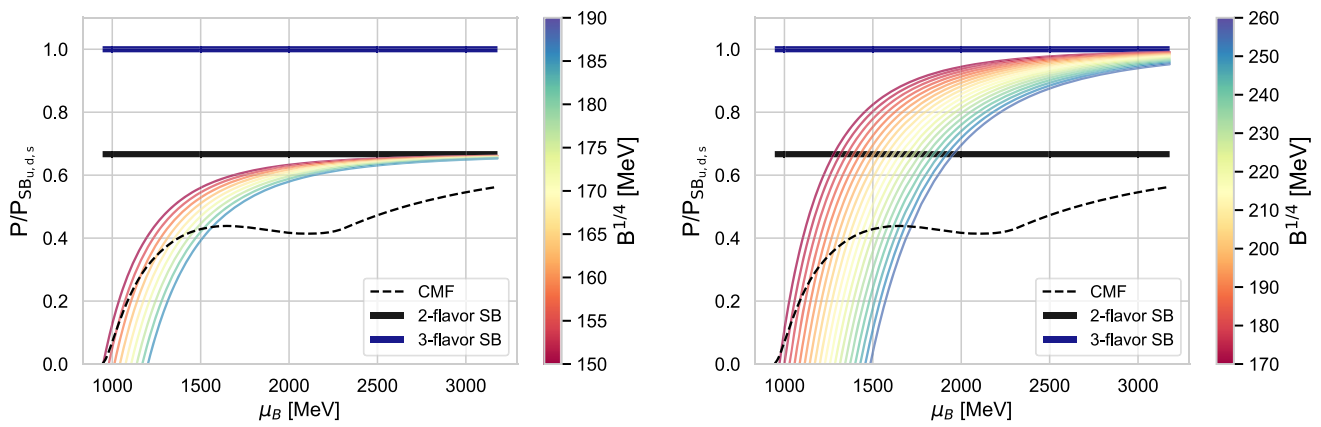 1.0
0.8
0.6
0.4
0.2
0.0
P/P_{SB_{u, d, s}}
1000 1500 2000 2500 3000
μ_B [MeV]
CMF
2-flavor SB
3-flavor SB
190
185
180
175
170
165
160
155
150
B^{1/4} [MeV]
1.0
0.8
0.6
0.4
0.2
0.0
P/P_{SB_{u, d, s}}
1000 1500 2000 2500 3000
μ_B [MeV]
CMF
2-flavor SB
3-flavor SB
260
250
240
230
220
210
200
190
180
170
B^{1/4} [MeV]